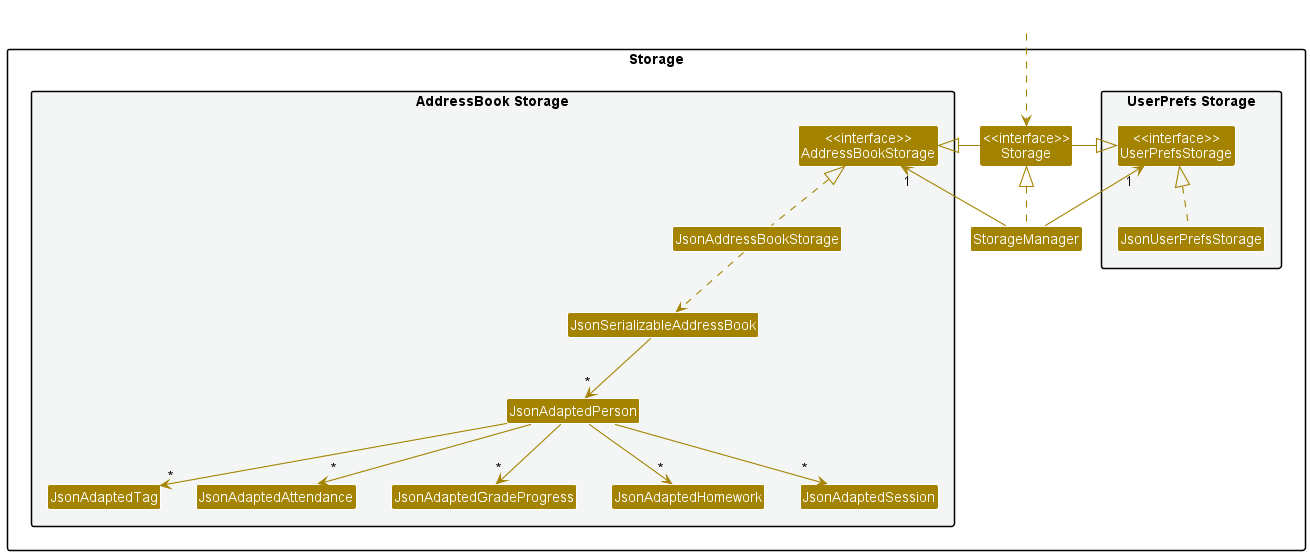 Storage
AddressBook Storage
UserPrefs Storage
<<interface>>
AddressBookStorage
<<interface>>
Storage
<<interface>>
UserPrefsStorage
1
1
JsonAddressBookStorage
StorageManager
JsonUserPrefsStorage
JsonSerializableAddressBook
*
JsonAdaptedPerson
*
*
*
*
*
JsonAdaptedTag
JsonAdaptedAttendance
JsonAdaptedGradeProgress
JsonAdaptedHomework
JsonAdaptedSession